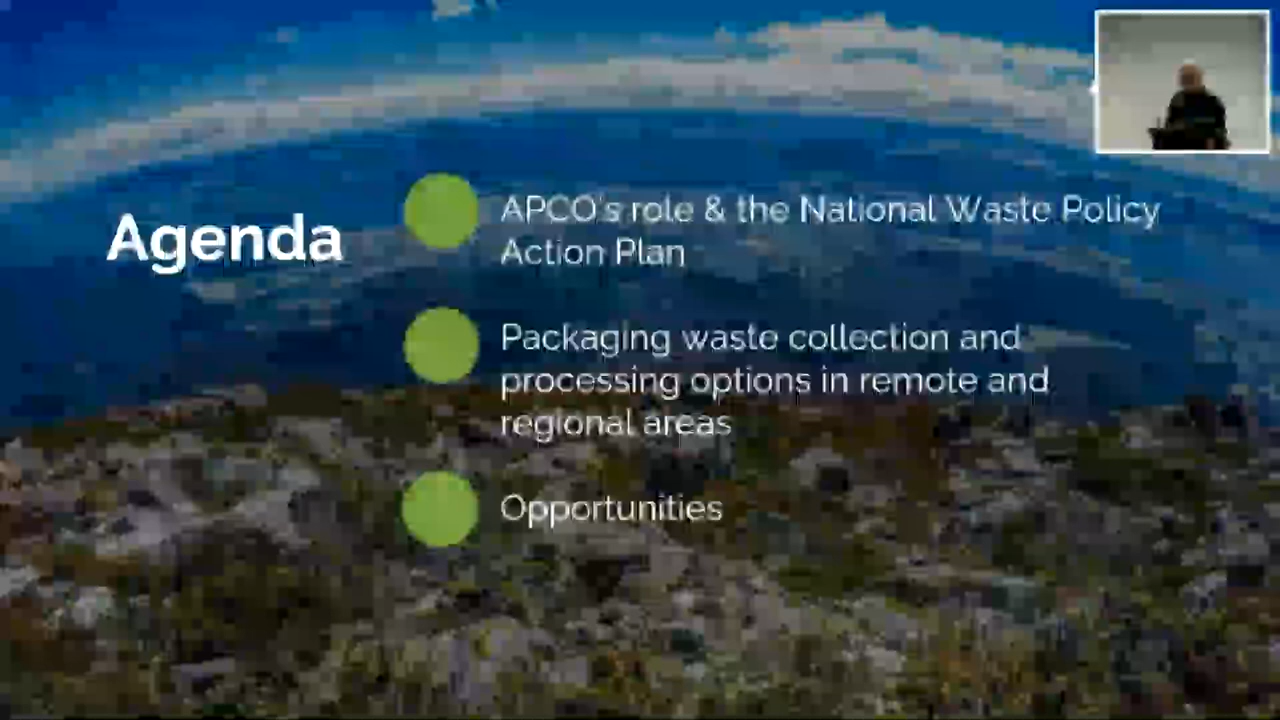 Agenda
APCO's role & the National Waste Policy
Action Plan
Packaging waste collection and
processing options in remote and
regional areas
Opportunities